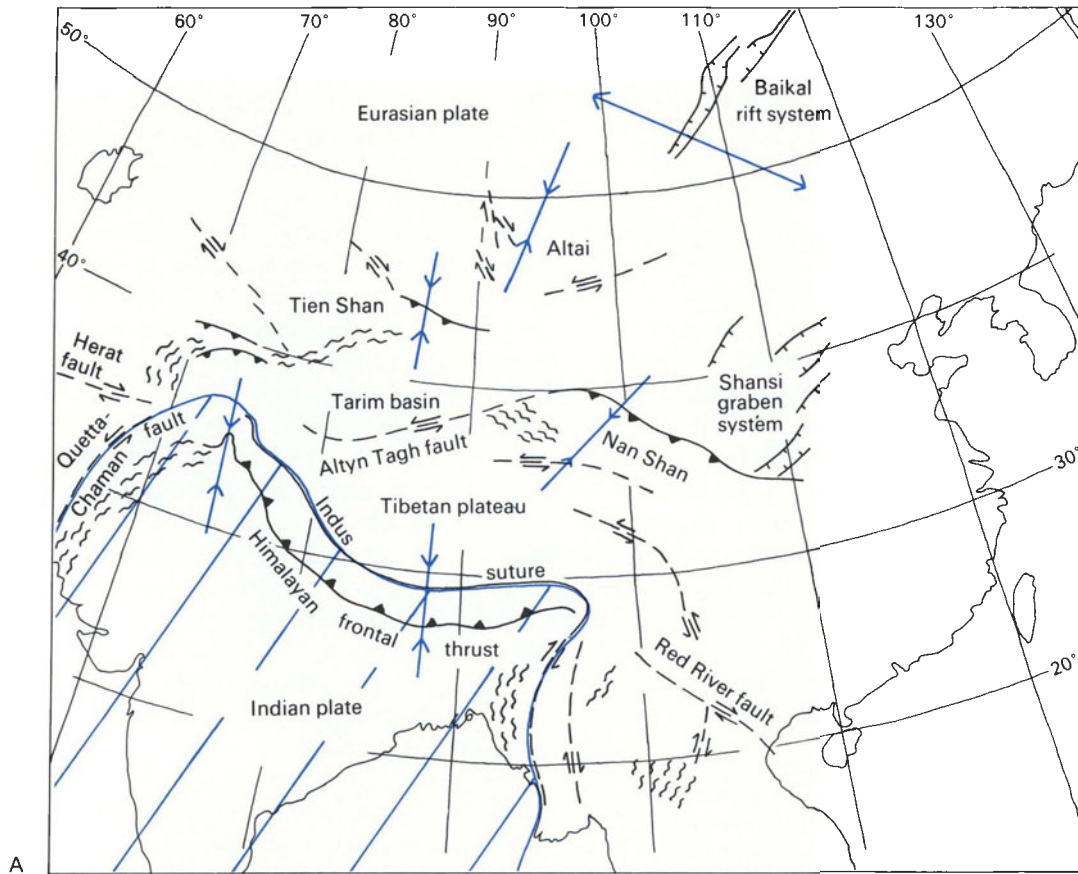 50°
60°
70°
80°
90°
100°
110°
130°
Baikal
rift system
Eurasian plate
Altai
40°
Tien Shan
Herat
fault
Shansi
graben
system
Tarim basin
Quetta-
Chaman fault
Altyn Tagh fault
Nan Shan
30°
Tibetan plateau
Indus suture
Himalayan frontal thrust
Red River fault
20°
Indian plate
A